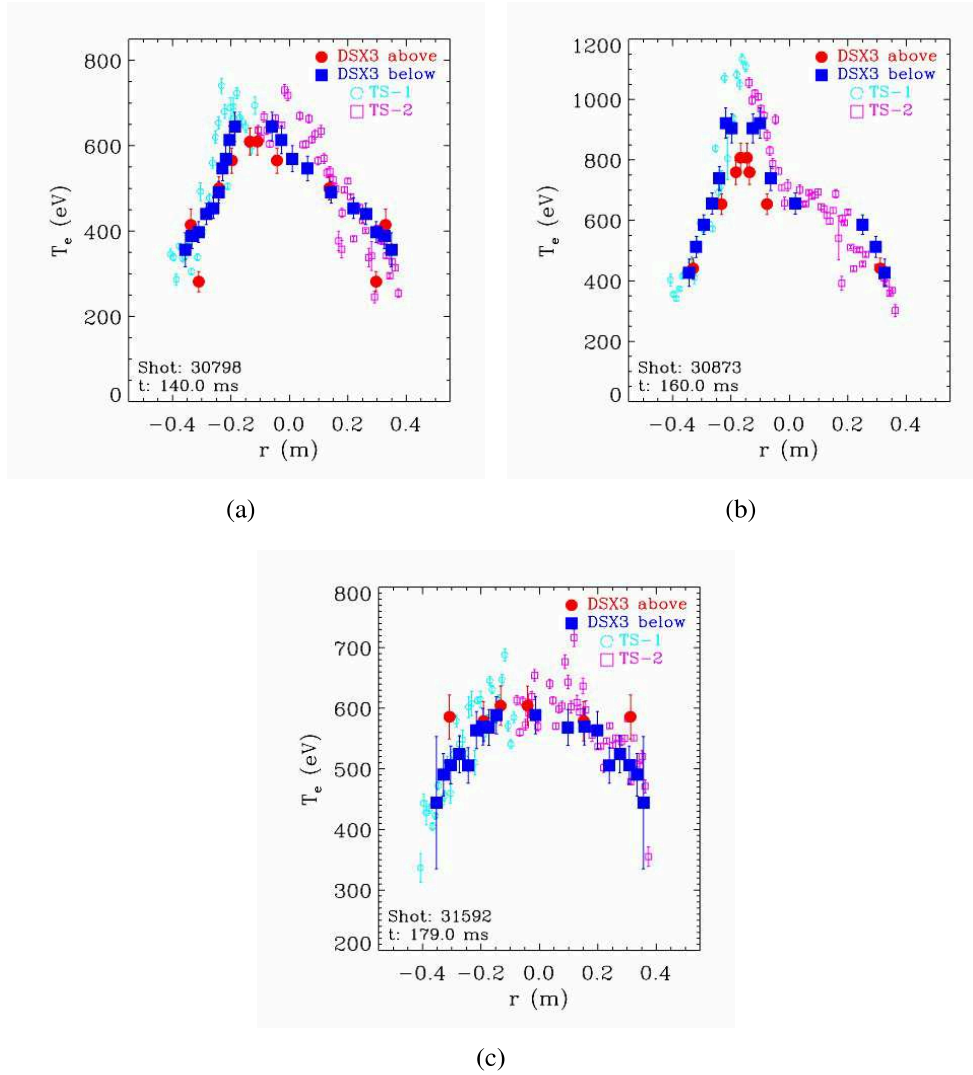 DSX3 above
DSX3 below
TS-1
TS-2
800
600
400
200
0
Te (eV)
Shot: 30798
t: 140.0 ms
-0.4 -0.2 0.0 0.2 0.4
r (m)
(a)
DSX3 above
DSX3 below
TS-1
TS-2
1200
1000
800
600
400
200
0
Te (eV)
Shot: 30873
t: 160.0 ms
-0.4 -0.2 0.0 0.2 0.4
r (m)
(b)
DSX3 above
DSX3 below
TS-1
TS-2
800
700
600
500
400
300
200
Te (eV)
Shot: 31592
t: 179.0 ms
-0.4 -0.2 0.0 0.2 0.4
r (m)
(c)